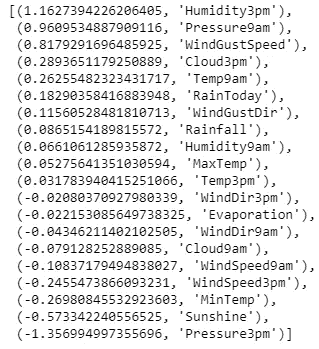 [(1.1627394226206405, 'Humidity3pm'),
(0.9609534887909116, 'Pressure9am'),
(0.8179291696485925, 'WindGustSpeed'),
(0.2893651179250889, 'Cloud3pm'),
(0.26255482323431717, 'Temp9am'),
(0.18290358416883948, 'RainToday'),
(0.11560528481810713, 'WindGustDir'),
(0.0865154189815572, 'Rainfall'),
(0.0661061285935872, 'Humidity9am'),
(0.05275641351030594, 'MaxTemp'),
(0.031783940415251066, 'Temp3pm'),
(-0.02080370927980339, 'WindDir3pm'),
(-0.022153085649738325, 'Evaporation'),
(-0.04346211402102505, 'WindDir9am'),
(-0.079128252889085, 'Cloud9am'),
(-0.10837179494838027, 'WindSpeed9am'),
(-0.2455473866093231, 'WindSpeed3pm'),
(-0.26980845532923603, 'MinTemp'),
(-0.573342240556525, 'Sunshine'),
(-1.356994997355696, 'Pressure3pm')]